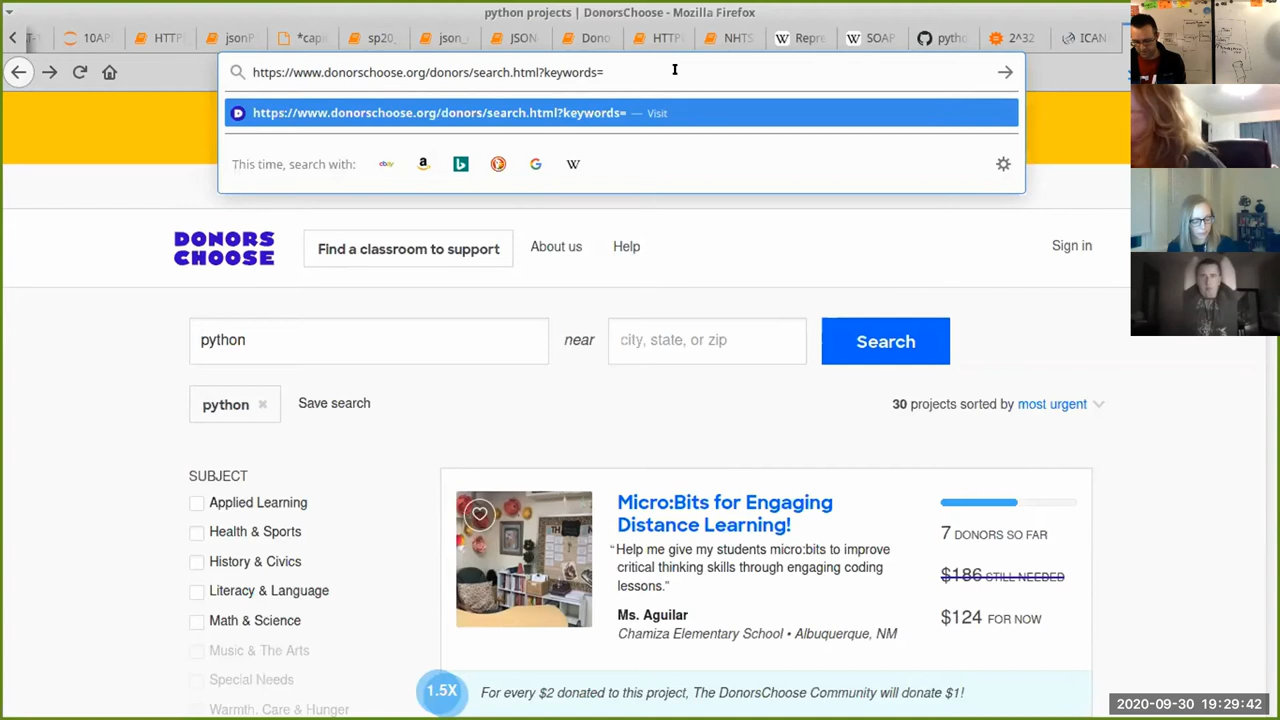 python projects | DonorsChoose - Mozilla Firefox
10AP
HTTP
jsonP
*cap
sp20_
json_
JSON-
Dono
HTTP
NHTS
Repre
SOAP
pytho
2^32
ICAN
https://www.donorschoose.org/donors/search.html?keywords=
https://www.donorschoose.org/donors/search.html?keywords= — Visit
This time, search with:
DONORS
CHOOSE
Find a classroom to support
About us
Help
Sign in
python
near
city, state, or zip
Search
python
Save search
30 projects sorted by most urgent
SUBJECT
Applied Learning
Health & Sports
History & Civics
Literacy & Language
Math & Science
Music & The Arts
Special Needs
Warmth, Care & Hunger
Micro:Bits for Engaging
Distance Learning!
“Help me give my students micro:bits to improve
critical thinking skills through engaging coding
lessons.”
Ms. Aguilar
Chamiza Elementary School • Albuquerque, NM
7 DONORS SO FAR
$186 STILL NEEDED
$124 FOR NOW
1.5X
For every $2 donated to this project, The DonorsChoose Community will donate $1!
2020-09-30 19:29:42